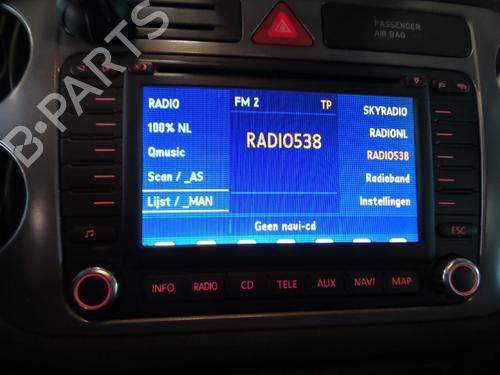 PASSENGER
AIR BAG
RADIO
FM 2
TP
SKYRADIO
100% NL
RADIONL
RADIO538
Qmusic
RADIO538
Scan / _AS
Radioband
Lijst / _MAN
Instellingen
Geen navi-cd
ESC
INFO
RADIO
CD
TELE
AUX
NAVI
MAP
B-PARTS